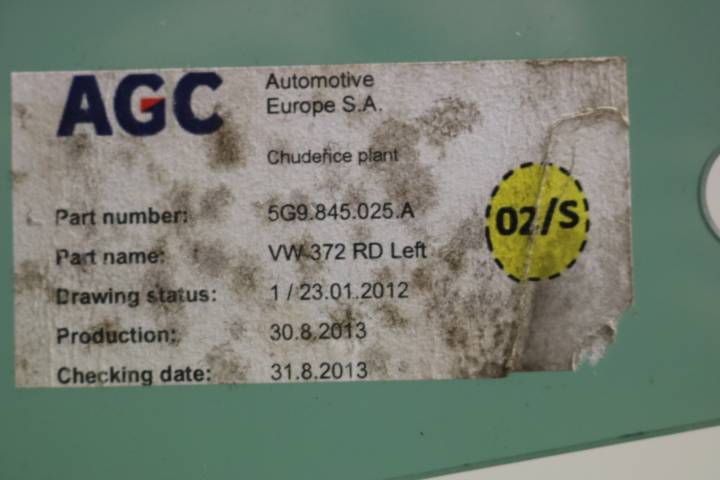 AGC
Automotive
Europe S.A.
Chudeřice plant
Part number: 5G9.845.025.A
Part name: VW 372 RD Left
Drawing status: 1 / 23.01.2012
Production: 30.8.2013
Checking date: 31.8.2013
02/S